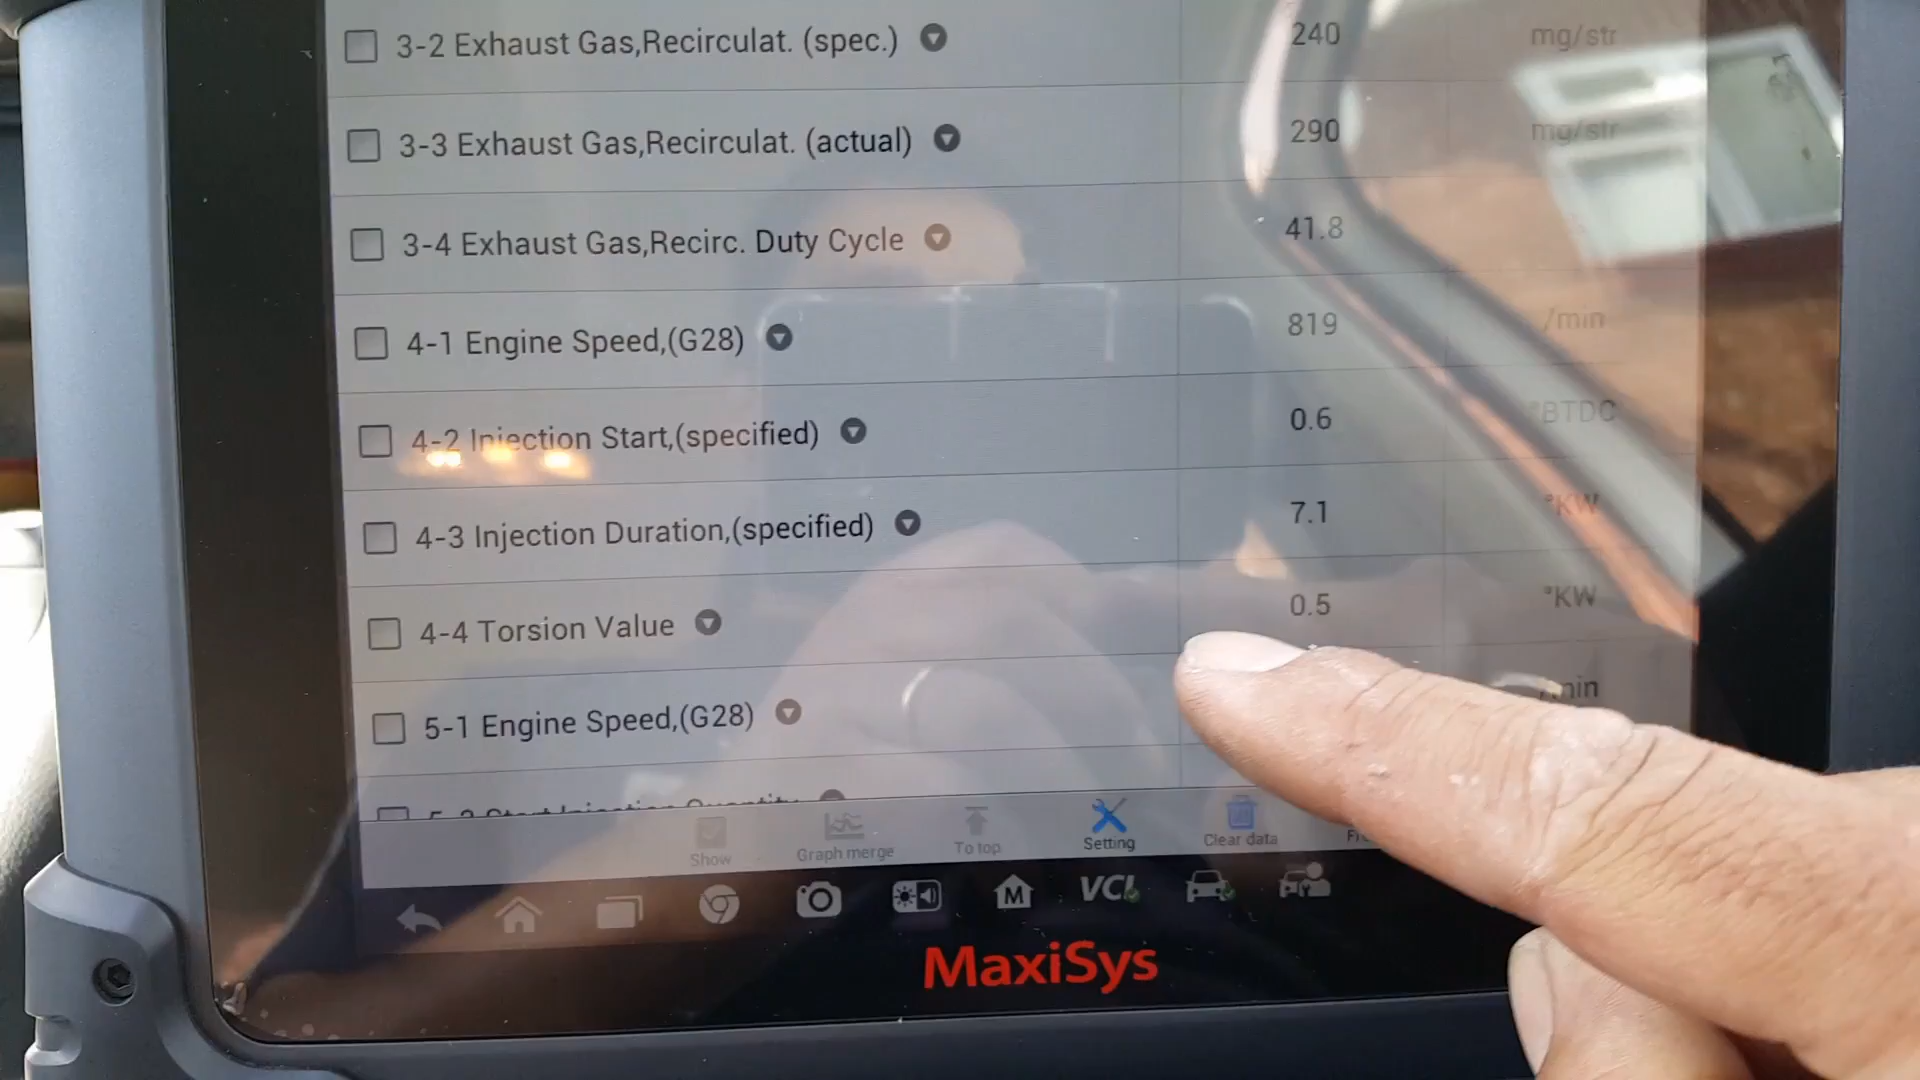 3-2 Exhaust Gas,Recirculat. (spec.) 240 mg/str
3-3 Exhaust Gas,Recirculat. (actual) 290 mg/str
3-4 Exhaust Gas,Recirc. Duty Cycle 41.8
4-1 Engine Speed,(G28) 819 /min
4-2 Injection Start,(specified) 0.6 °BTDC
4-3 Injection Duration,(specified) 7.1 °KW
4-4 Torsion Value 0.5 °KW
5-1 Engine Speed,(G28) /min
Show Graph merge To top Setting Clear data
M VCI
MaxiSys